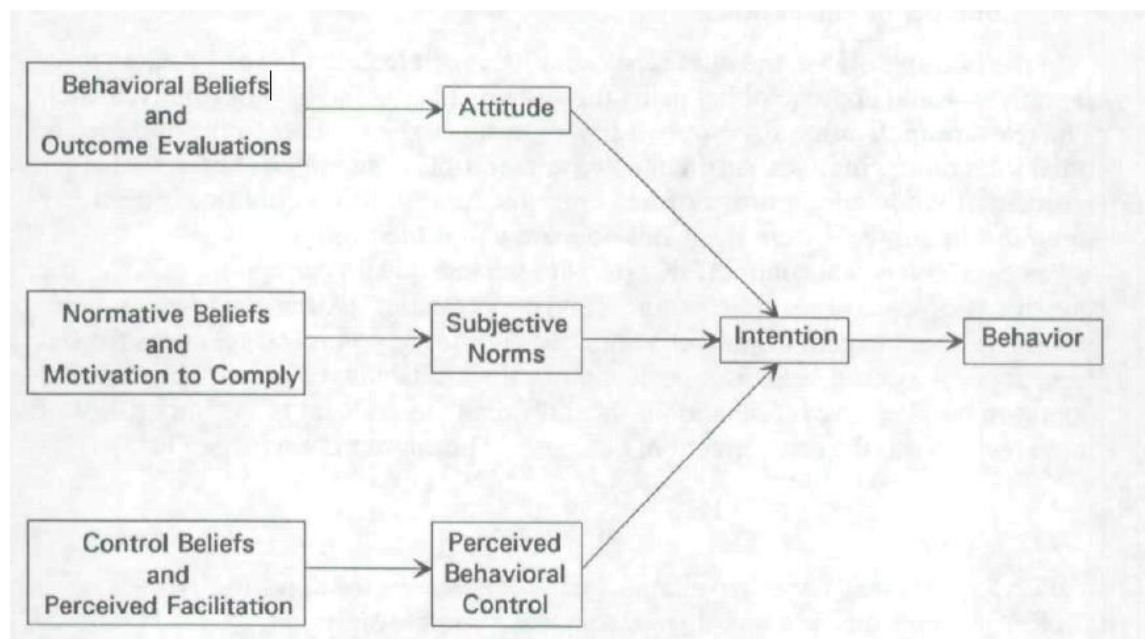 Behavioral Beliefs
and
Outcome Evaluations
Attitude
Normative Beliefs
and
Motivation to Comply
Subjective
Norms
Intention
Behavior
Control Beliefs
and
Perceived Facilitation
Perceived
Behavioral
Control